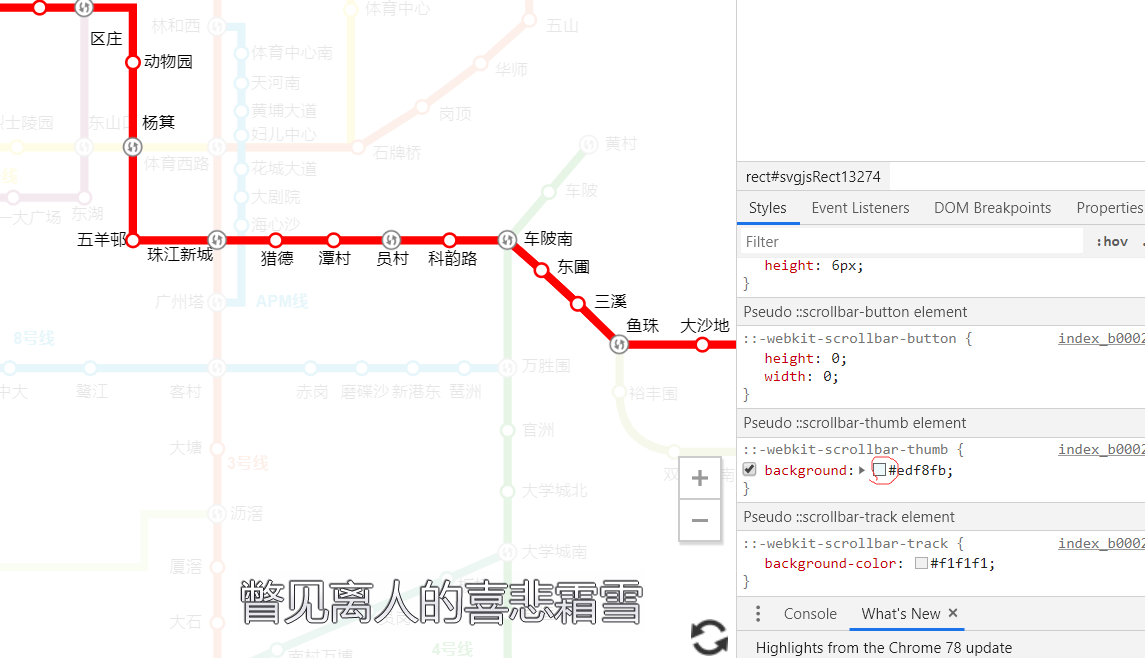 区庄
动物园
杨箕
五羊邨
珠江新城
猎德
潭村
员村
科韵路
车陂南
东圃
三溪
鱼珠
大沙地
体育中心
林和西
五山
体育中心南
华师
天河南
岗顶
黄埔大道
妇儿中心
石牌桥
体育西路
黄村
车陂
花城大道
大剧院
海心沙
士陵园
东山口
东湖
一大广场
广州塔
APM线
8号线
中大
鹭江
客村
赤岗
磨碟沙
新港东
琶洲
万胜围
裕丰围
官洲
大塘
3号线
大学城北
双
沥滘
大学城南
厦滘
大石
南村万博
4号线
+
−
瞥见离人的喜悲霜雪
rect#svgjsRect13274
Styles Event Listeners DOM Breakpoints Properties
Filter :hov .
height: 6px;
}
Pseudo ::scrollbar-button element
::-webkit-scrollbar-button { index_b0002
height: 0;
width: 0;
}
Pseudo ::scrollbar-thumb element
::-webkit-scrollbar-thumb { index_b0002
background: #edf8fb;
}
Pseudo ::scrollbar-track element
::-webkit-scrollbar-track { index_b0002
background-color: #f1f1f1;
}
Console What's New ×
Highlights from the Chrome 78 update